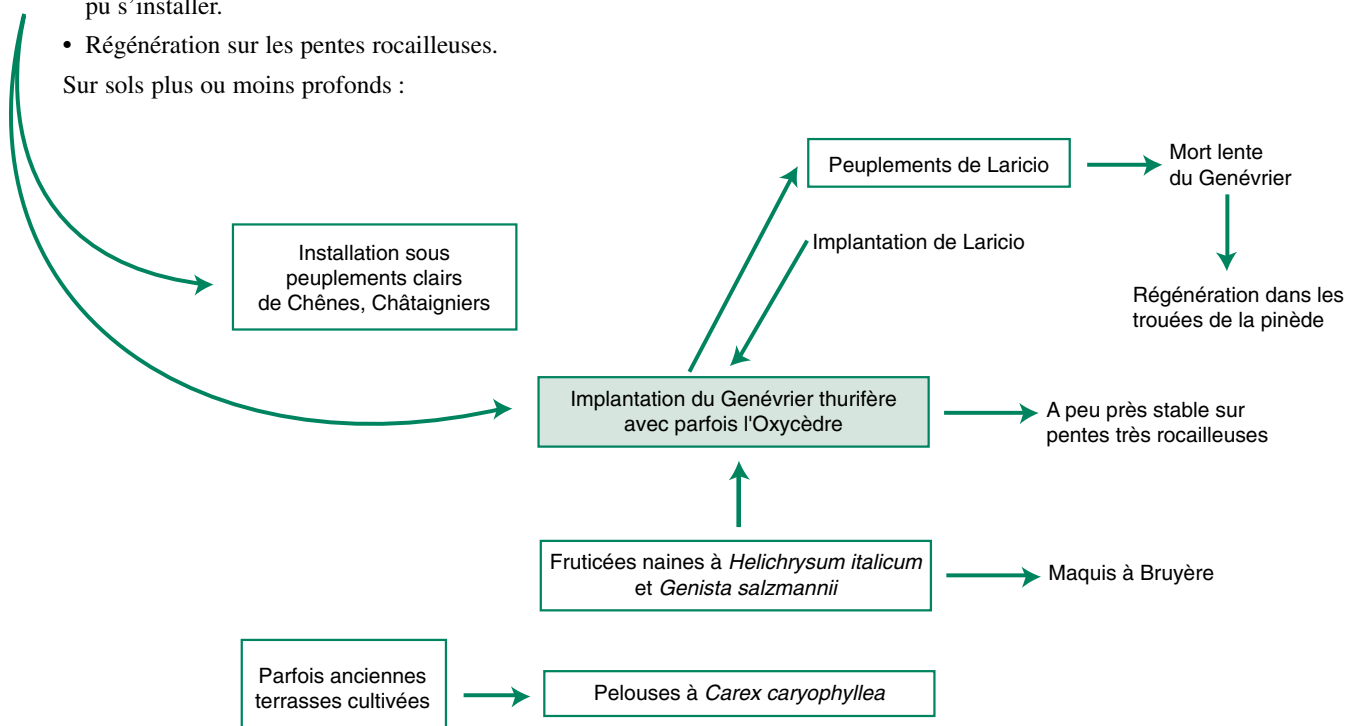 pu s’installer.
• Régénération sur les pentes rocailleuses.
Sur sols plus ou moins profonds :
Peuplements de Laricio
Mort lente
du Genévrier
Implantation de Laricio
Installation sous
peuplements clairs
de Chênes, Châtaigniers
Régénération dans les
trouées de la pinède
Implantation du Genévrier thurifère
avec parfois l'Oxycèdre
A peu près stable sur
pentes très rocailleuses
Fruticées naines à Helichrysum italicum
et Genista salzmannii
Maquis à Bruyère
Parfois anciennes
terrasses cultivées
Pelouses à Carex caryophyllea